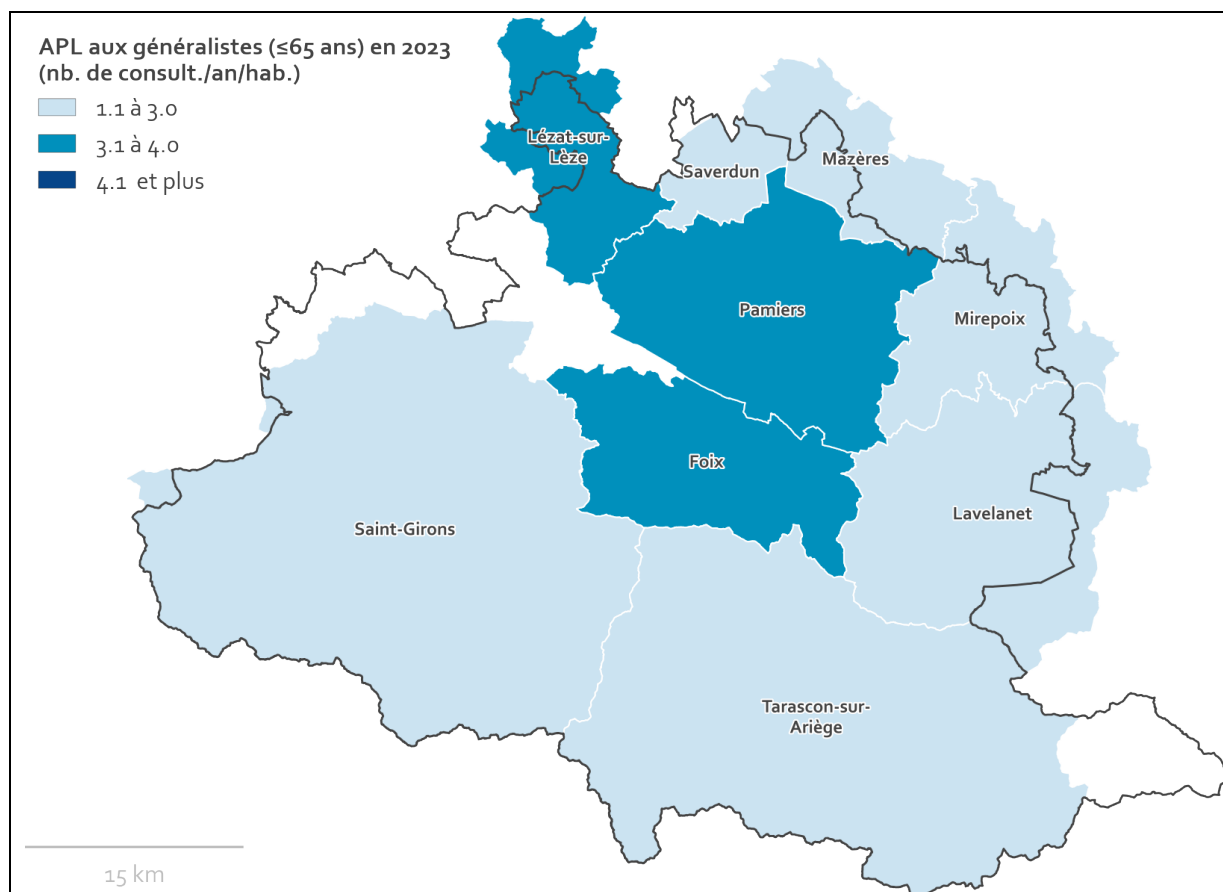 APL aux généralistes (≤65 ans) en 2023
(nb. de consult./an/hab.)
1.1 à 3.0
3.1 à 4.0
4.1 et plus
Lézat-sur-
Lèze
Saverdun
Mazères
Pamiers
Mirepoix
Foix
Lavelanet
Saint-Girons
Tarascon-sur-
Ariège
15 km